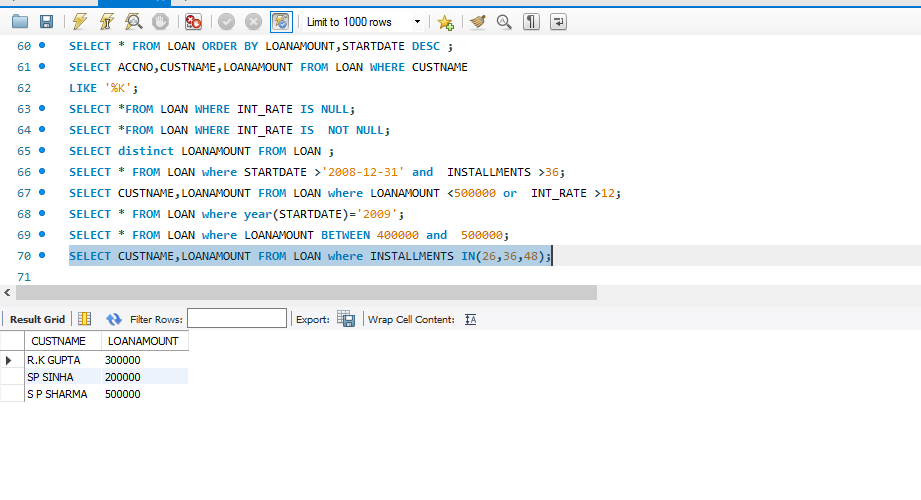 Limit to 1000 rows
60 SELECT * FROM LOAN ORDER BY LOANAMOUNT,STARTDATE DESC ;
61 SELECT ACCNO,CUSTNAME,LOANAMOUNT FROM LOAN WHERE CUSTNAME
62 LIKE '%K';
63 SELECT *FROM LOAN WHERE INT_RATE IS NULL;
64 SELECT *FROM LOAN WHERE INT_RATE IS  NOT NULL;
65 SELECT distinct LOANAMOUNT FROM LOAN ;
66 SELECT * FROM LOAN where STARTDATE >'2008-12-31' and  INSTALLMENTS >36;
67 SELECT CUSTNAME,LOANAMOUNT FROM LOAN where LOANAMOUNT <500000 or  INT_RATE >12;
68 SELECT * FROM LOAN where year(STARTDATE)='2009';
69 SELECT * FROM LOAN where LOANAMOUNT BETWEEN 400000 and  500000;
70 SELECT CUSTNAME,LOANAMOUNT FROM LOAN where INSTALLMENTS IN(26,36,48);
71
Result Grid Filter Rows: Export: Wrap Cell Content: IA
CUSTNAME LOANAMOUNT
R.K GUPTA 300000
SP SINHA 200000
S P SHARMA 500000